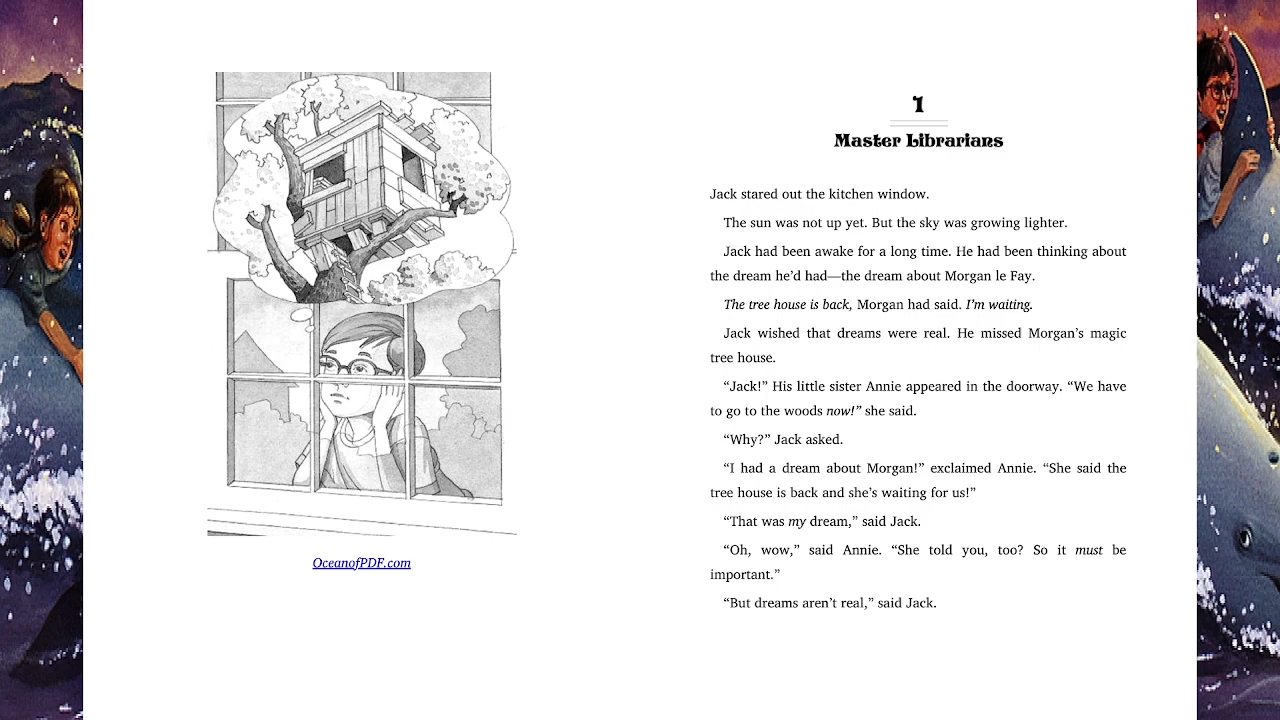 OceanofPDF.com
1
Master Librarians
Jack stared out the kitchen window.
The sun was not up yet. But the sky was growing lighter.
Jack had been awake for a long time. He had been thinking about
the dream he’d had—the dream about Morgan le Fay.
The tree house is back, Morgan had said. I’m waiting.
Jack wished that dreams were real. He missed Morgan’s magic
tree house.
“Jack!” His little sister Annie appeared in the doorway. “We have
to go to the woods now!” she said.
“Why?” Jack asked.
“I had a dream about Morgan!” exclaimed Annie. “She said the
tree house is back and she’s waiting for us!”
“That was my dream,” said Jack.
“Oh, wow,” said Annie. “She told you, too? So it must be
important.”
“But dreams aren’t real,” said Jack.